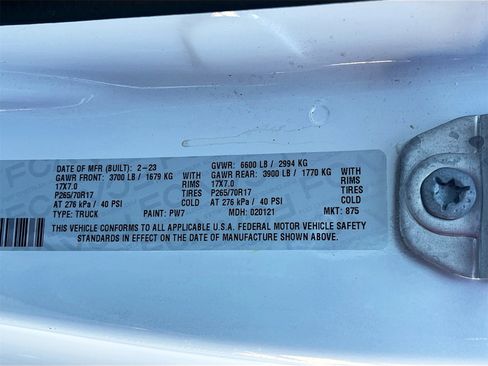 DATE OF MFR (BUILT): 2-23 GVWR: 6600 LB / 2994 KG
GAWR FRONT: 3700 LB / 1679 KG WITH GAWR REAR: 3900 LB / 1770 KG WITH
17X7.0 RIMS 17X7.0 RIMS
P265/70R17 TIRES P265/70R17 TIRES
AT 276 kPa / 40 PSI COLD AT 276 kPa / 40 PSI COLD
TYPE: TRUCK PAINT: PW7 MDH: 020121 MKT: 875
THIS VEHICLE CONFORMS TO ALL APPLICABLE U.S.A. FEDERAL MOTOR VEHICLE SAFETY
STANDARDS IN EFFECT ON DATE OF MANUFACTURE SHOWN ABOVE.